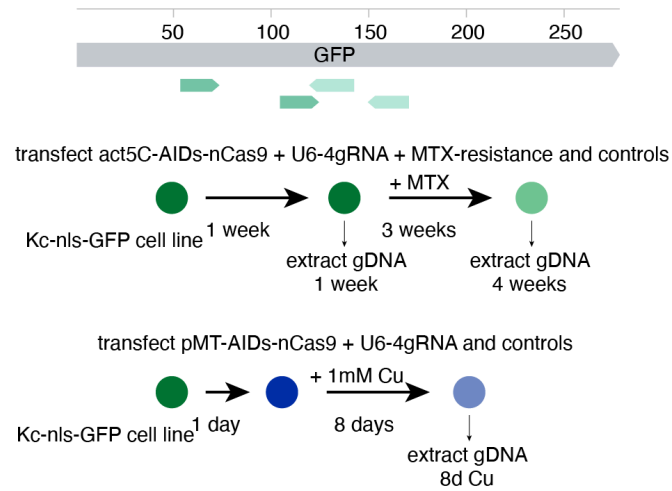 50 100 150 200 250
GFP
transfect act5C-AIDs-nCas9 + U6-4gRNA + MTX-resistance and controls
+ MTX
Kc-nls-GFP cell line
1 week
3 weeks
extract gDNA
1 week
extract gDNA
4 weeks
transfect pMT-AIDs-nCas9 + U6-4gRNA and controls
+ 1mM Cu
Kc-nls-GFP cell line
1 day
8 days
extract gDNA
8d Cu